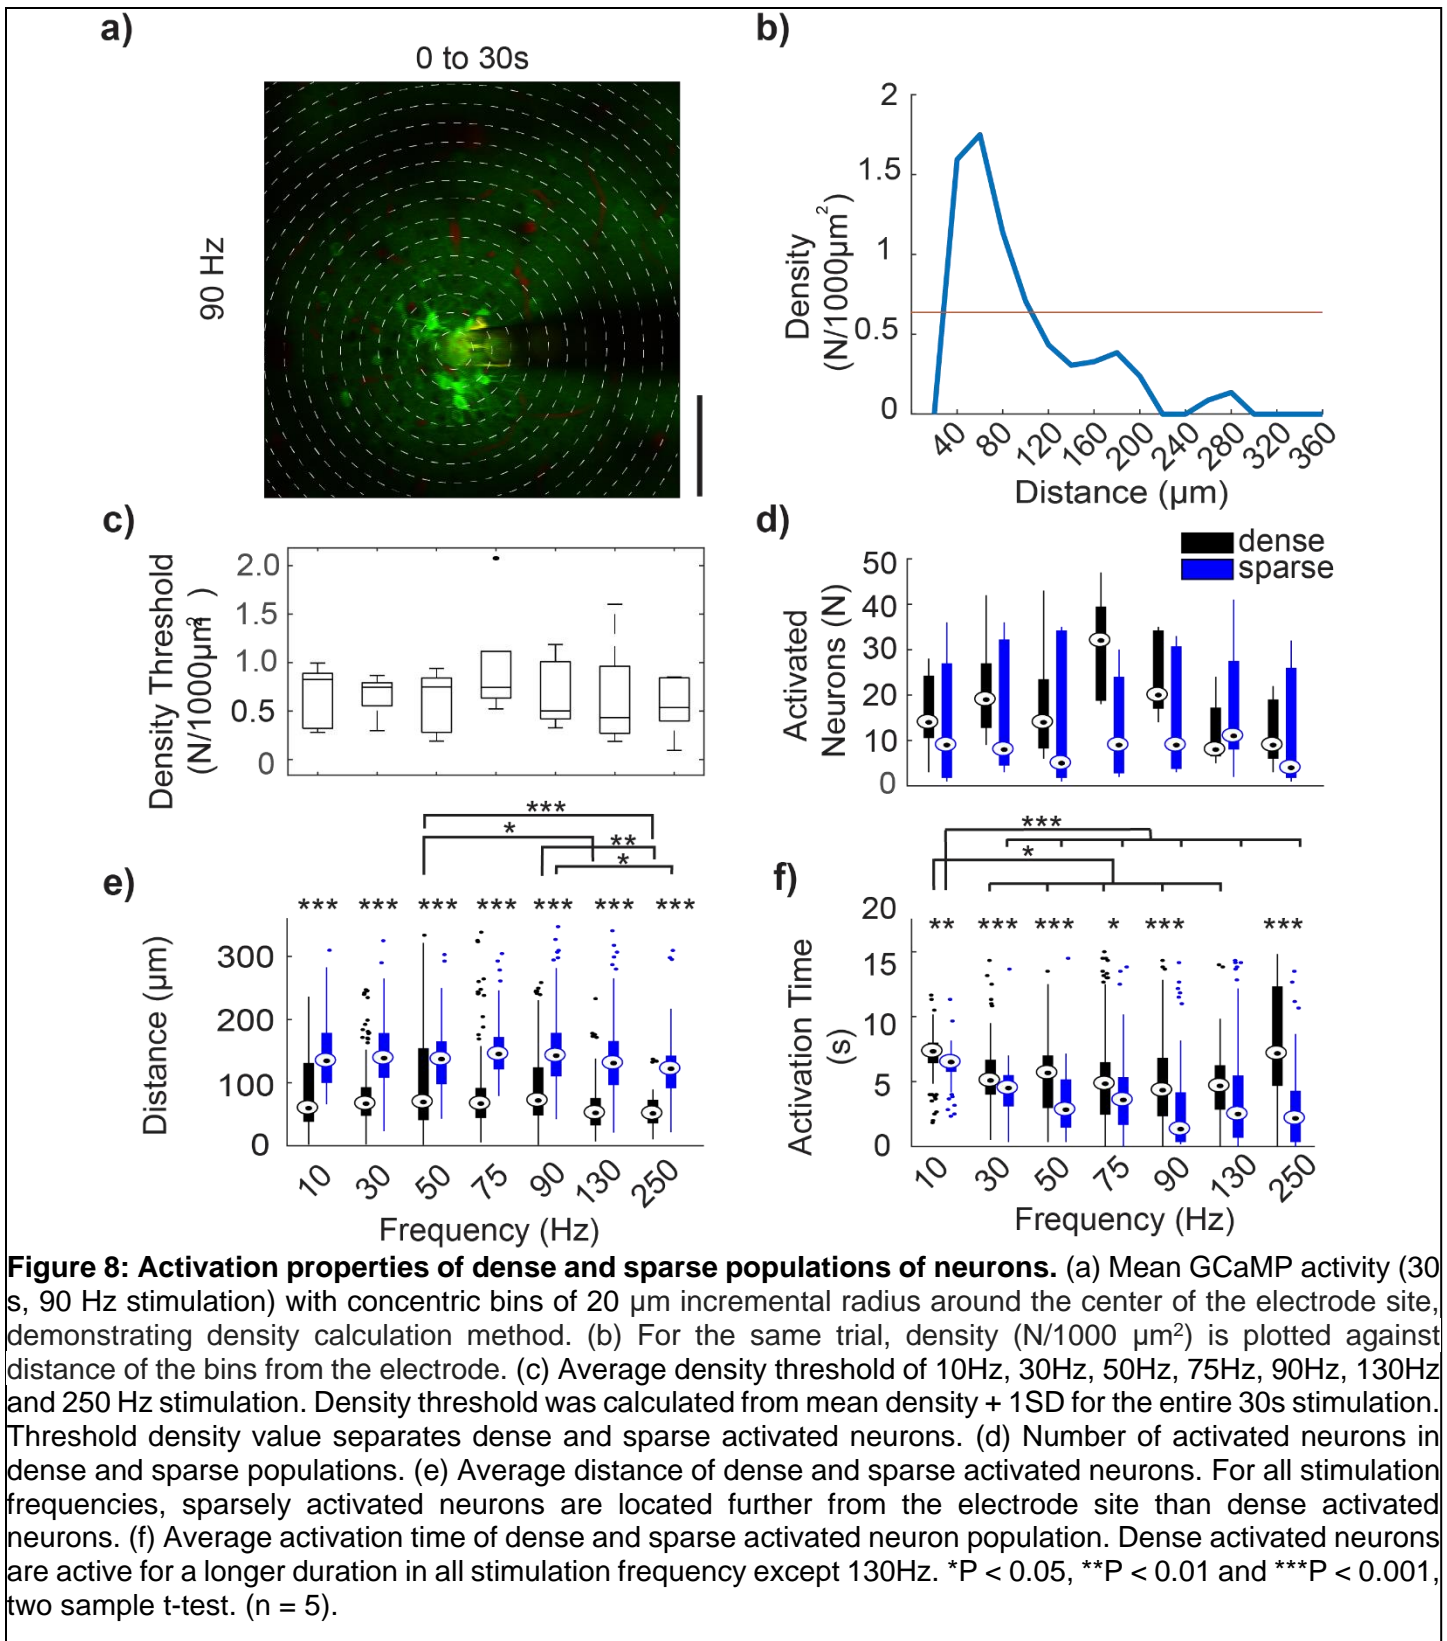 a)
0 to 30s
90 Hz
b)
2
1.5
1
0.5
0
Density
(N/1000µm²)
40
80
120
160
200
240
280
320
360
Distance (µm)
c)
Density Threshold
(N/1000µm²)
2.0
1.5
1.0
0.5
0
d)
dense
sparse
Activated
Neurons (N)
50
40
30
20
10
0
e)
***
*
**
*
*** *** *** *** *** *** ***
Distance (µm)
300
200
100
0
10
30
50
75
90
130
250
Frequency (Hz)
f)
***
*
** *** *** * *** ***
Activation Time
(s)
20
15
10
5
0
10
30
50
75
90
130
250
Frequency (Hz)
Figure 8: Activation properties of dense and sparse populations of neurons. (a) Mean GCaMP activity (30
s, 90 Hz stimulation) with concentric bins of 20 µm incremental radius around the center of the electrode site,
demonstrating density calculation method. (b) For the same trial, density (N/1000 µm²) is plotted against
distance of the bins from the electrode. (c) Average density threshold of 10Hz, 30Hz, 50Hz, 75Hz, 90Hz, 130Hz
and 250 Hz stimulation. Density threshold was calculated from mean density + 1SD for the entire 30s stimulation.
Threshold density value separates dense and sparse activated neurons. (d) Number of activated neurons in
dense and sparse populations. (e) Average distance of dense and sparse activated neurons. For all stimulation
frequencies, sparsely activated neurons are located further from the electrode site than dense activated
neurons. (f) Average activation time of dense and sparse activated neuron population. Dense activated neurons
are active for a longer duration in all stimulation frequency except 130Hz. *P < 0.05, **P < 0.01 and ***P < 0.001,
two sample t-test. (n = 5).